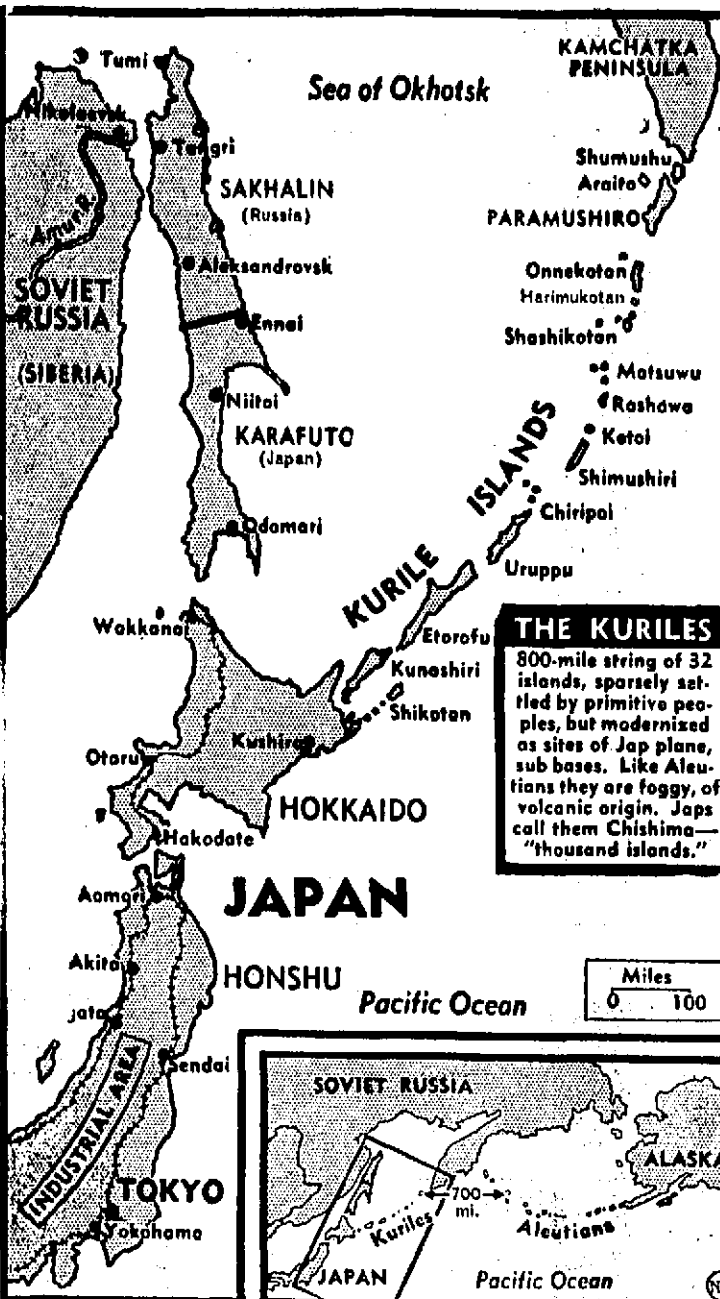 Tumi
Sea of Okhotsk
KAMCHATKA
PENINSULA
Nikolaevsk
Tengri
Shumushu
Araito
SAKHALIN
(Russia)
PARAMUSHIRO
Amur R.
Aleksandrovsk
Onnekotan
Harimukotan
SOVIET
RUSSIA
(SIBERIA)
Ennai
Shashikotan
Matsuwu
Niitoi
Rashowa
KARAFUTO
(Japan)
Ketoi
Shimushiri
Odomari
Chiripoi
KURILE ISLANDS
Uruppu
Wakkanai
Etorofu
Kunashiri
Shikotan
THE KURILES
800-mile string of 32
islands, sparsely set-
tled by primitive peo-
ples, but modernized
as sites of Jap plane,
sub bases. Like Aleu-
tians they are foggy, of
volcanic origin. Japs
call them Chishima—
"thousand islands."
Kushiro
Otaru
HOKKAIDO
Hakodate
JAPAN
Aomori
Akita
HONSHU
Pacific Ocean
Miles
0 100
jata
Sendai
INDUSTRIAL AREA
TOKYO
Yokohama
SOVIET RUSSIA
ALASKA
700
mi.
Kuriles
Aleutians
JAPAN
Pacific Ocean